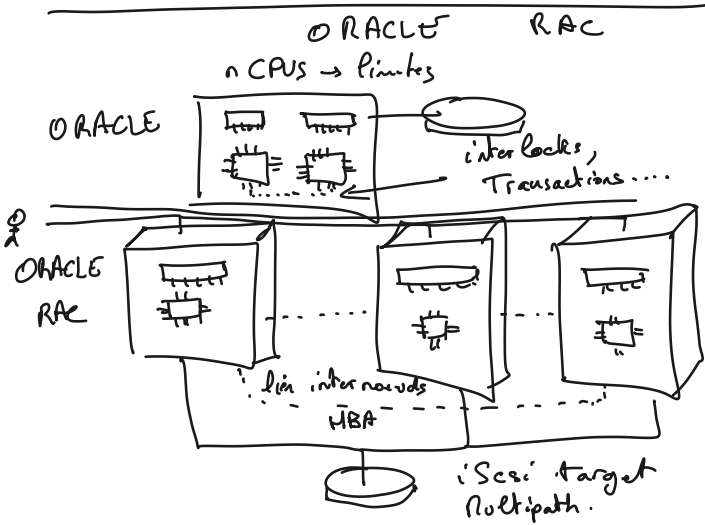 ORACLE RAC
n CPUS → limites
ORACLE
interlocks,
Transactions....
ORACLE
RAC
lien internoeuds
HBA
iScsi target
Multipath.